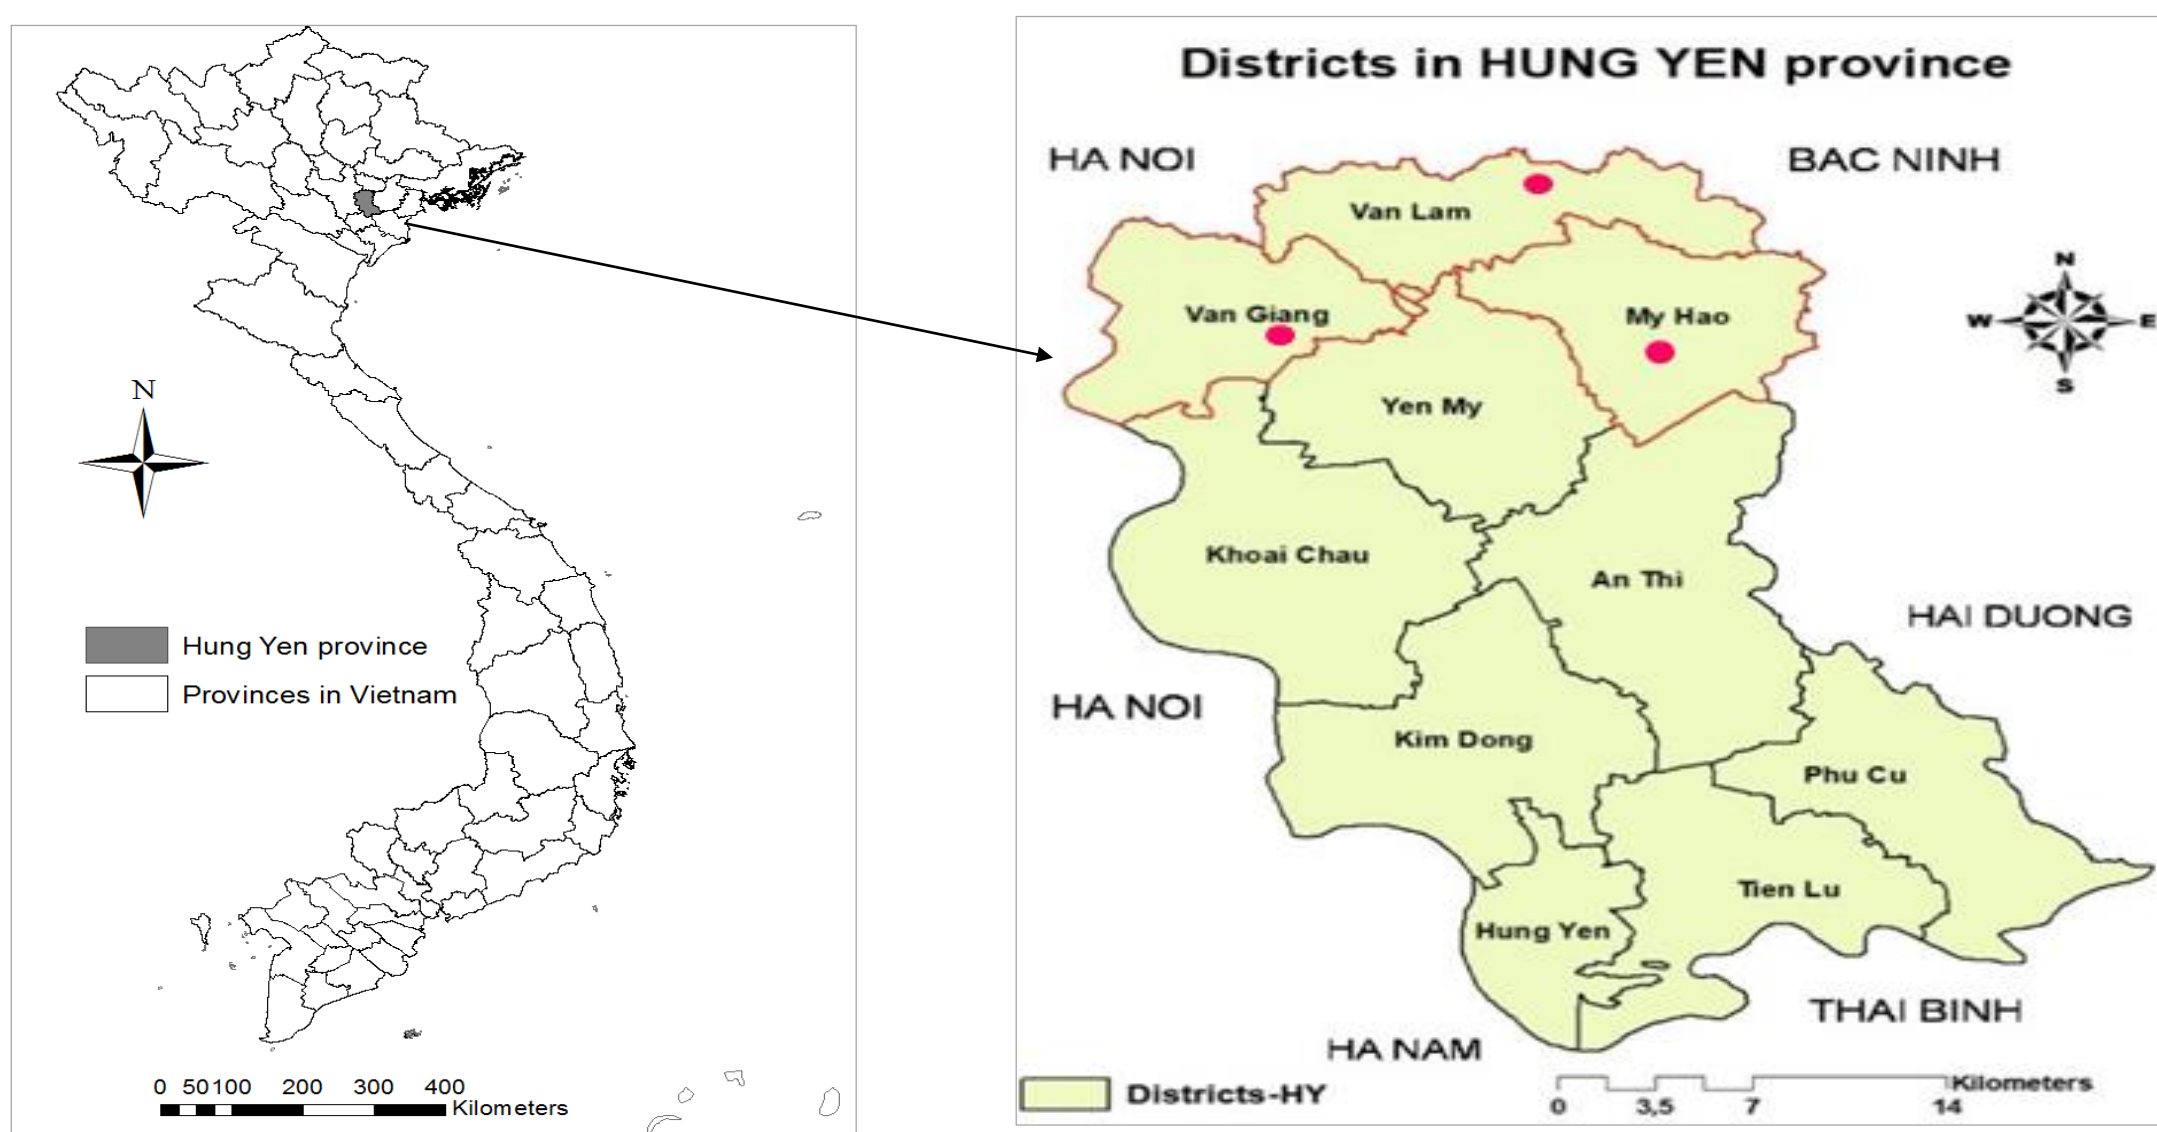 N
Hung Yen province
Provinces in Vietnam
0 50 100 200 300 400
Kilometers
Districts in HUNG YEN province
HA NOI
BAC NINH
Van Lam
Van Giang
My Hao
N
W
E
S
Yen My
Khoai Chau
An Thi
HAI DUONG
HA NOI
Kim Dong
Phu Cu
Tien Lu
Hung Yen
THAI BINH
HA NAM
Districts-HY
Kilometers
0 3,5 7 14